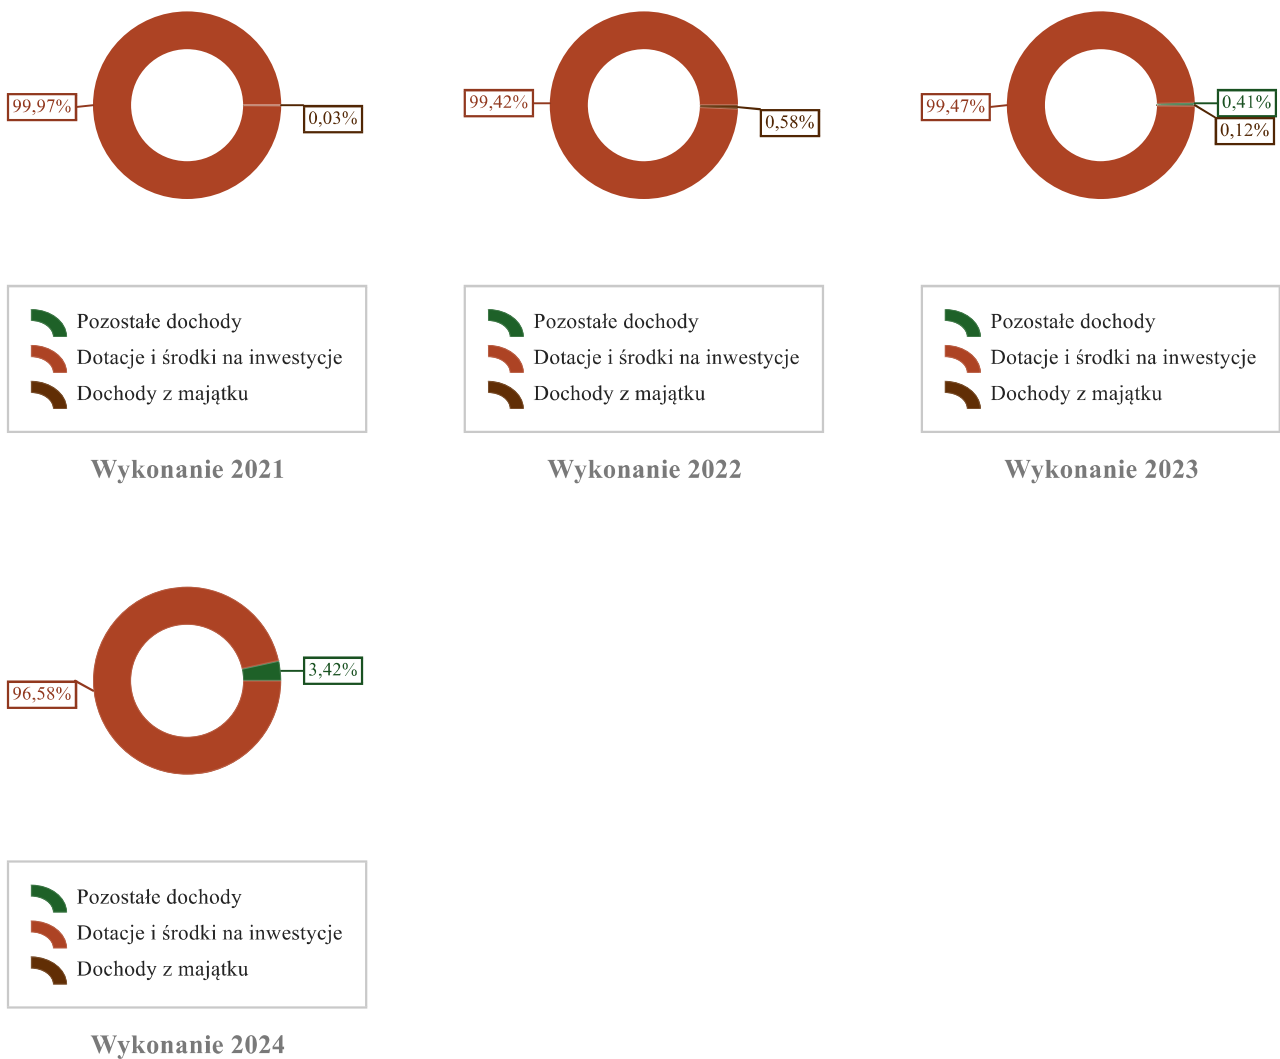 99,97%
0,03%
Pozostałe dochody
Dotacje i środki na inwestycje
Dochody z majątku
Wykonanie 2021
99,42%
0,58%
Pozostałe dochody
Dotacje i środki na inwestycje
Dochody z majątku
Wykonanie 2022
99,47%
0,41%
0,12%
Pozostałe dochody
Dotacje i środki na inwestycje
Dochody z majątku
Wykonanie 2023
96,58%
3,42%
Pozostałe dochody
Dotacje i środki na inwestycje
Dochody z majątku
Wykonanie 2024